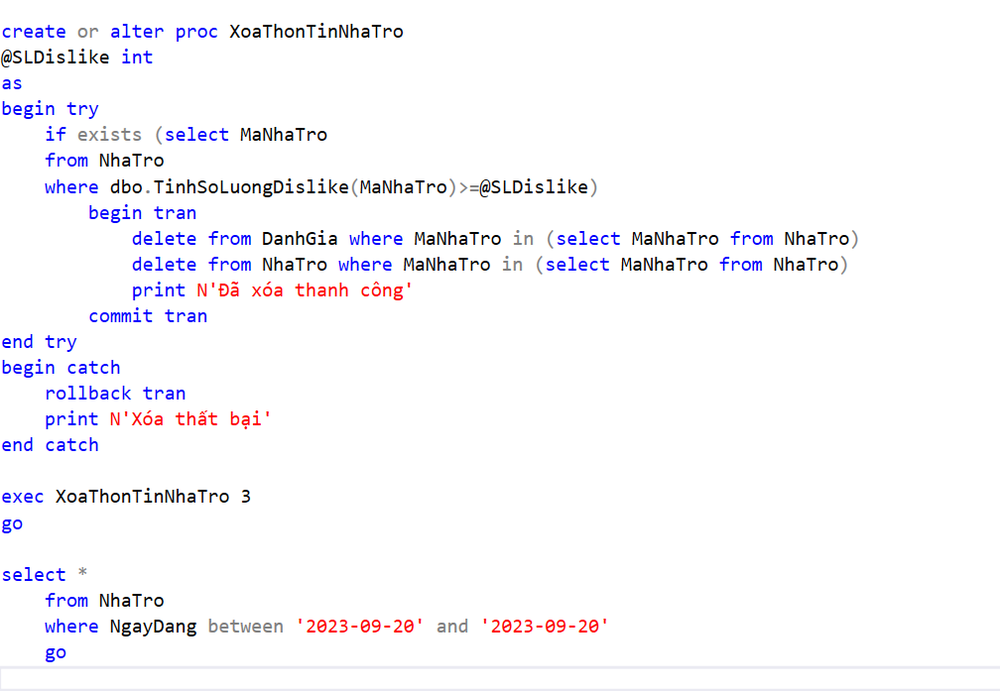 create or alter proc XoaThonTinNhaTro
@SLDislike int
as
begin try
    if exists (select MaNhaTro
    from NhaTro
    where dbo.TinhSoLuongDislike(MaNhaTro)>=@SLDislike)
        begin tran
            delete from DanhGia where MaNhaTro in (select MaNhaTro from NhaTro)
            delete from NhaTro where MaNhaTro in (select MaNhaTro from NhaTro)
            print N'Đã xóa thanh công'
        commit tran
end try
begin catch
    rollback tran
    print N'Xóa thất bại'
end catch

exec XoaThonTinNhaTro 3
go

select *
    from NhaTro
    where NgayDang between '2023-09-20' and '2023-09-20'
    go